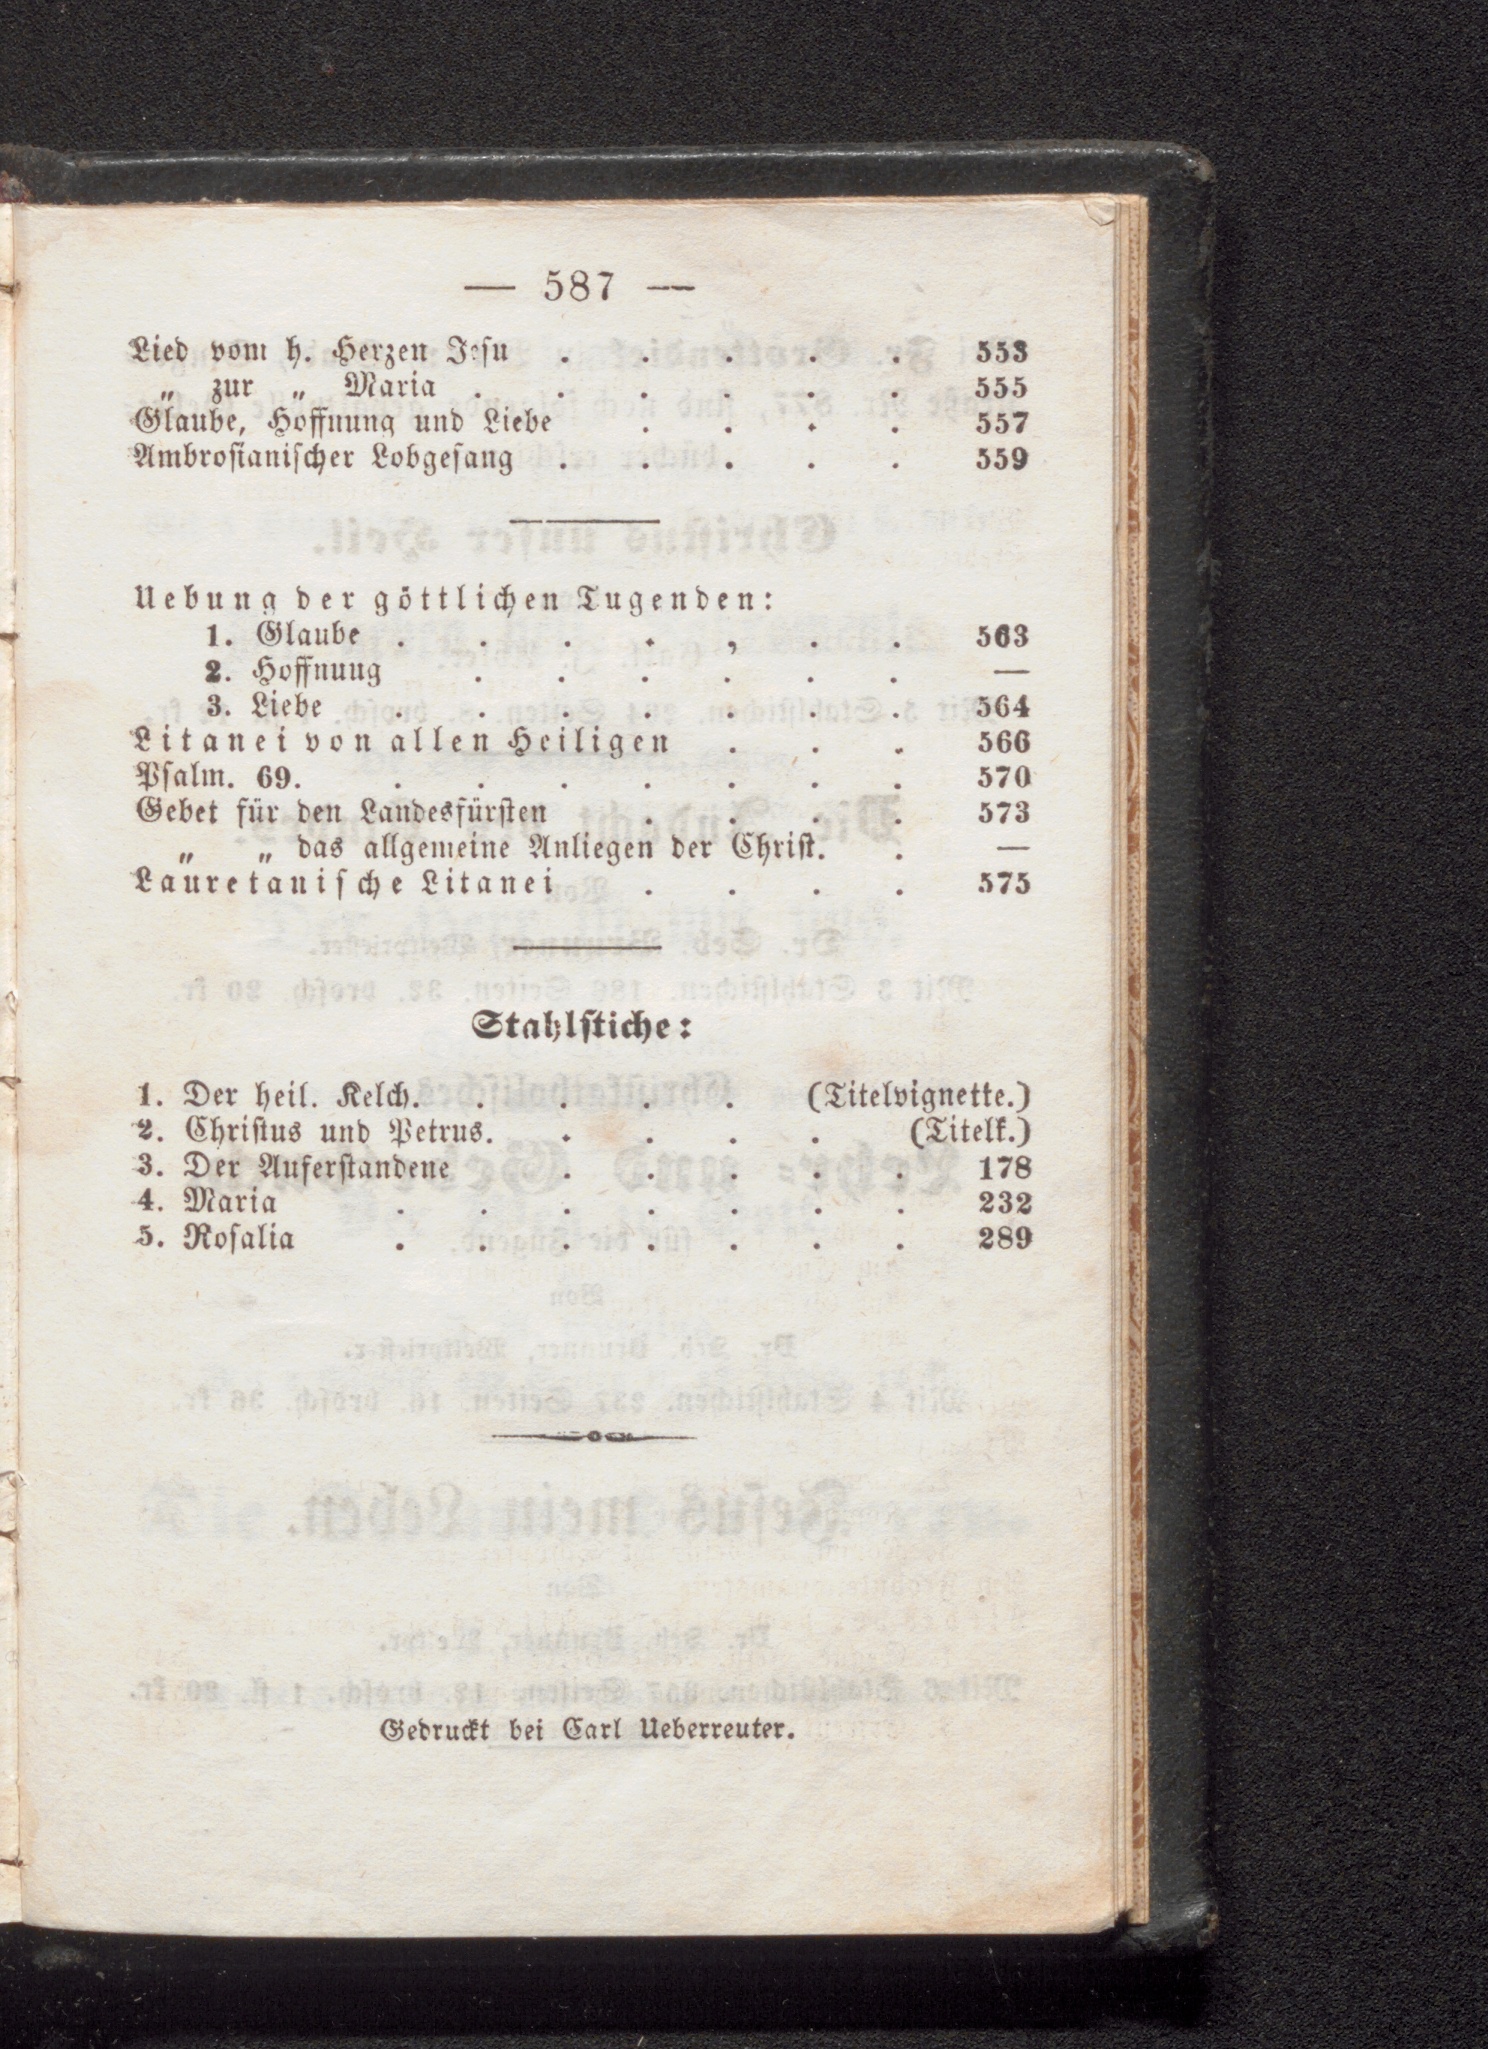 — 587 —
Lied vom h. Herzen Jesu . . . . . 553
„ zur „ Maria . . . . . . 555
Glaube, Hoffnung und Liebe . . . . 557
Ambrosianischer Lobgesang . . . . . 559
Uebung der göttlichen Tugenden:
1. Glaube . . . . , . . 563
2. Hoffnung . . . . . . —
3. Liebe . . . . . . . 564
Litanei von allen Heiligen . . . 566
Psalm. 69. . . . . . . . 570
Gebet für den Landesfürsten . . . . 573
„ „ das allgemeine Anliegen der Christ. . —
Lauretanische Litanei . . . . 575
Stahlstiche:
1. Der heil. Kelch. . . . . (Titelvignette.)
2. Christus und Petrus. . . . . (Titelk.)
3. Der Auferstandene . . . . . 178
4. Maria . . . . . . . 232
5. Rosalia . . . . . . . 289
Gedruckt bei Carl Ueberreuter.